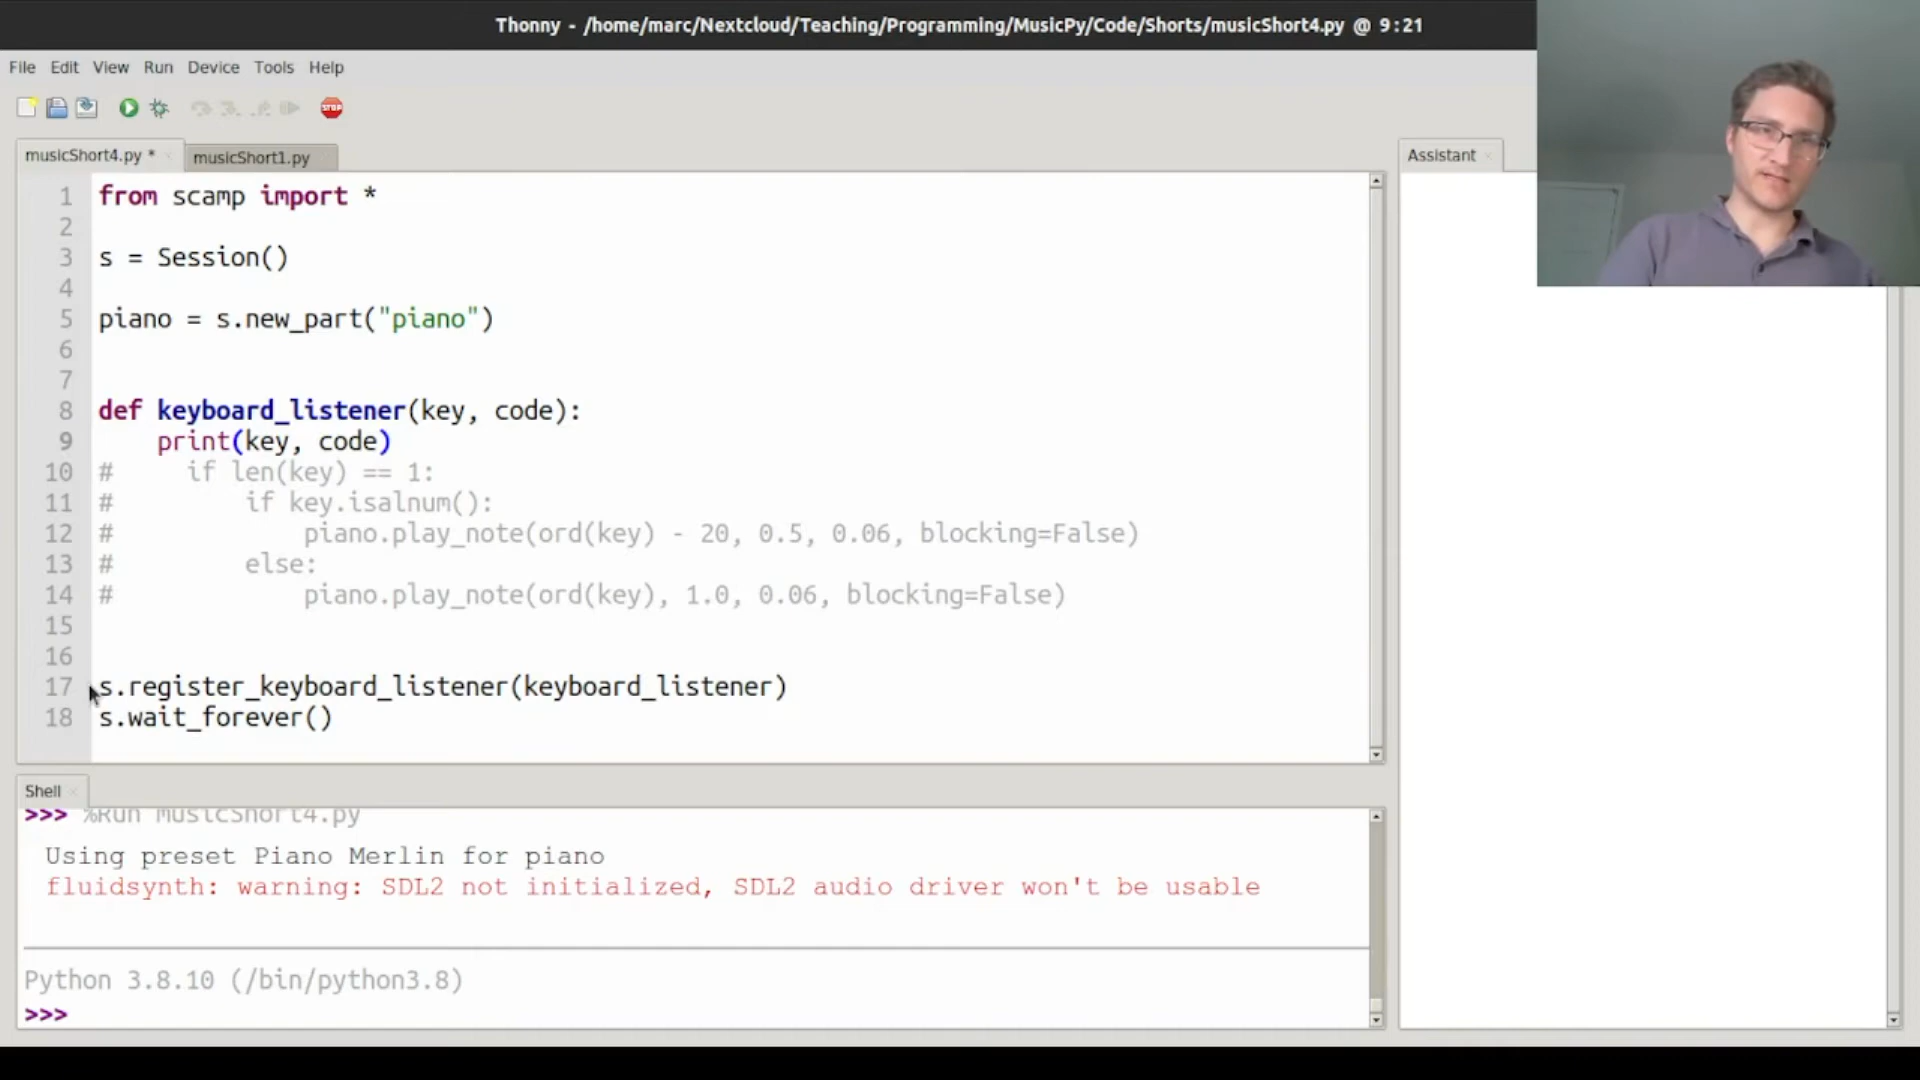 Thonny - /home/marc/Nextcloud/Teaching/Programming/MusicPy/Code/Shorts/musicShort4.py @ 9:21
File Edit View Run Device Tools Help
STOP
musicShort4.py * musicShort1.py
Assistant
1 from scamp import *
2
3 s = Session()
4
5 piano = s.new_part("piano")
6
7
8 def keyboard_listener(key, code):
9     print(key, code)
10 #     if len(key) == 1:
11 #         if key.isalnum():
12 #             piano.play_note(ord(key) - 20, 0.5, 0.06, blocking=False)
13 #         else:
14 #             piano.play_note(ord(key), 1.0, 0.06, blocking=False)
15
16
17 s.register_keyboard_listener(keyboard_listener)
18 s.wait_forever()
Shell
>>> %Run musicShort4.py
Using preset Piano Merlin for piano
fluidsynth: warning: SDL2 not initialized, SDL2 audio driver won't be usable
Python 3.8.10 (/bin/python3.8)
>>>